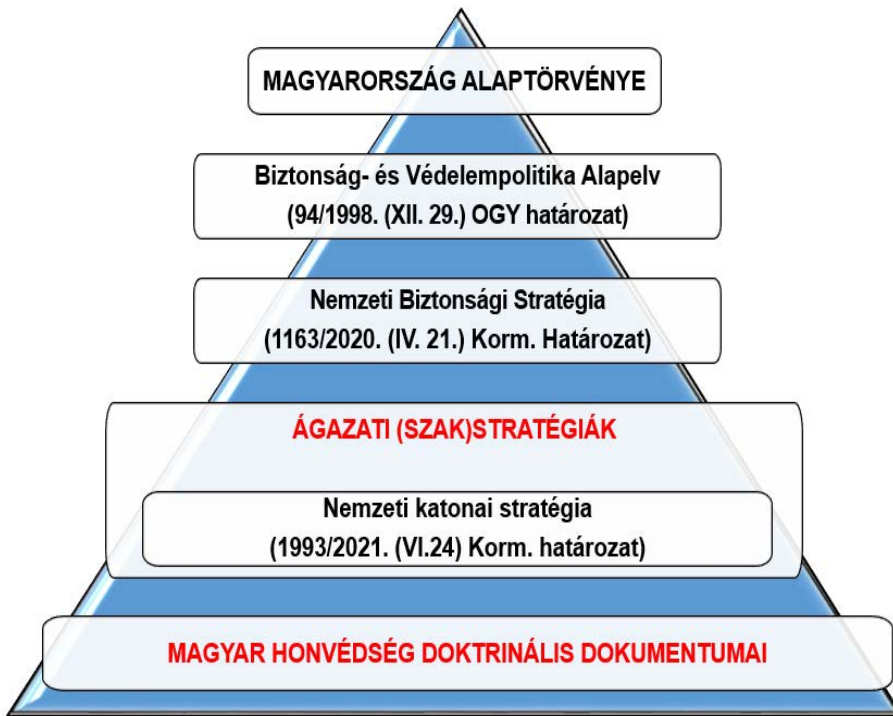 MAGYARORSZÁG ALAPTÖRVÉNYE
Biztonság- és Védelempolitika Alapelv
(94/1998. (XII. 29.) OGY határozat)
Nemzeti Biztonsági Stratégia
(1163/2020. (IV. 21.) Korm. Határozat)
ÁGAZATI (SZAK)STRATÉGIÁK
Nemzeti katonai stratégia
(1993/2021. (VI.24) Korm. határozat)
MAGYAR HONVÉDSÉG DOKTRINÁLIS DOKUMENTUMAI